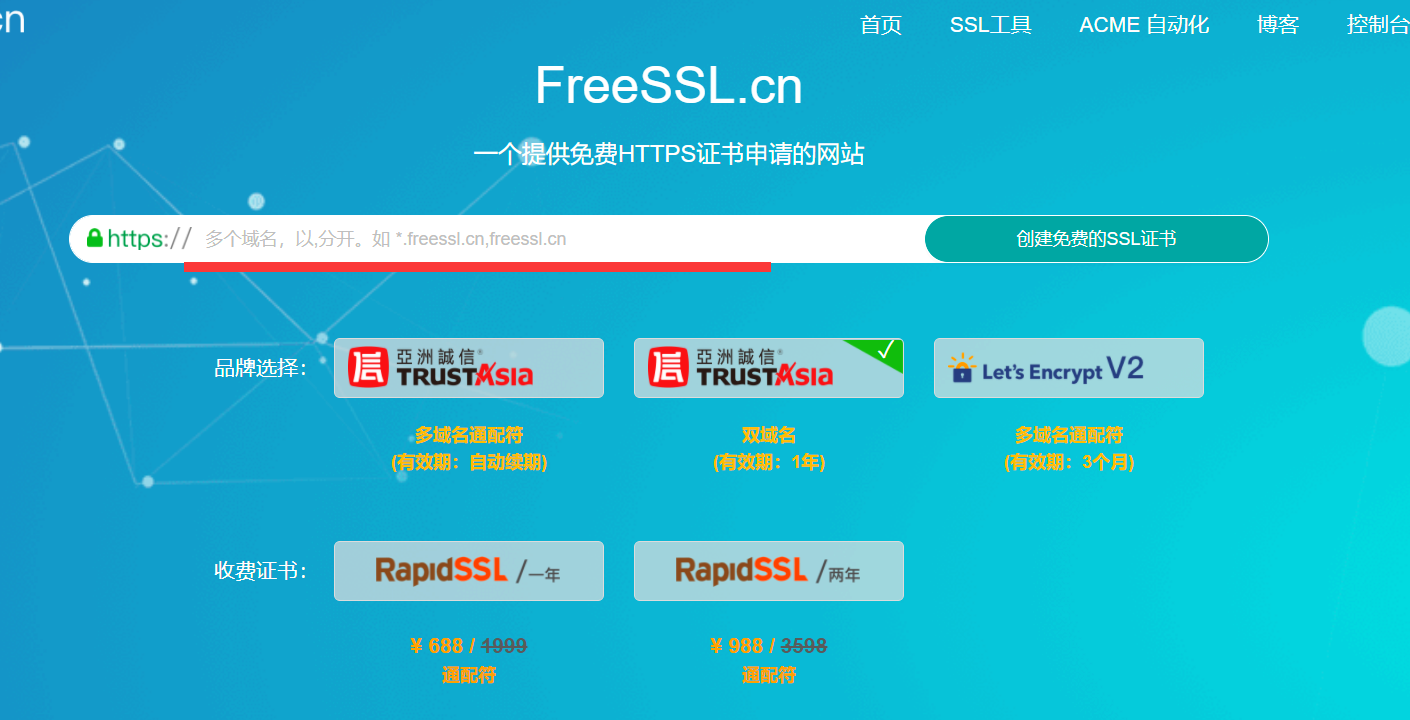 cn
首页 SSL工具 ACME 自动化 博客 控制台
FreeSSL.cn
一个提供免费HTTPS证书申请的网站
https:// 多个域名，以,分开。如 *.freessl.cn,freessl.cn 创建免费的SSL证书
品牌选择： 亞洲誠信® TRUSTAsia 亞洲誠信® TRUSTAsia Let's Encrypt V2
多域名通配符 双域名 多域名通配符
(有效期：自动续期) (有效期：1年) (有效期：3个月)
收费证书： RapidSSL /一年 RapidSSL /两年
¥ 688 / 1999 ¥ 988 / 3598
通配符 通配符